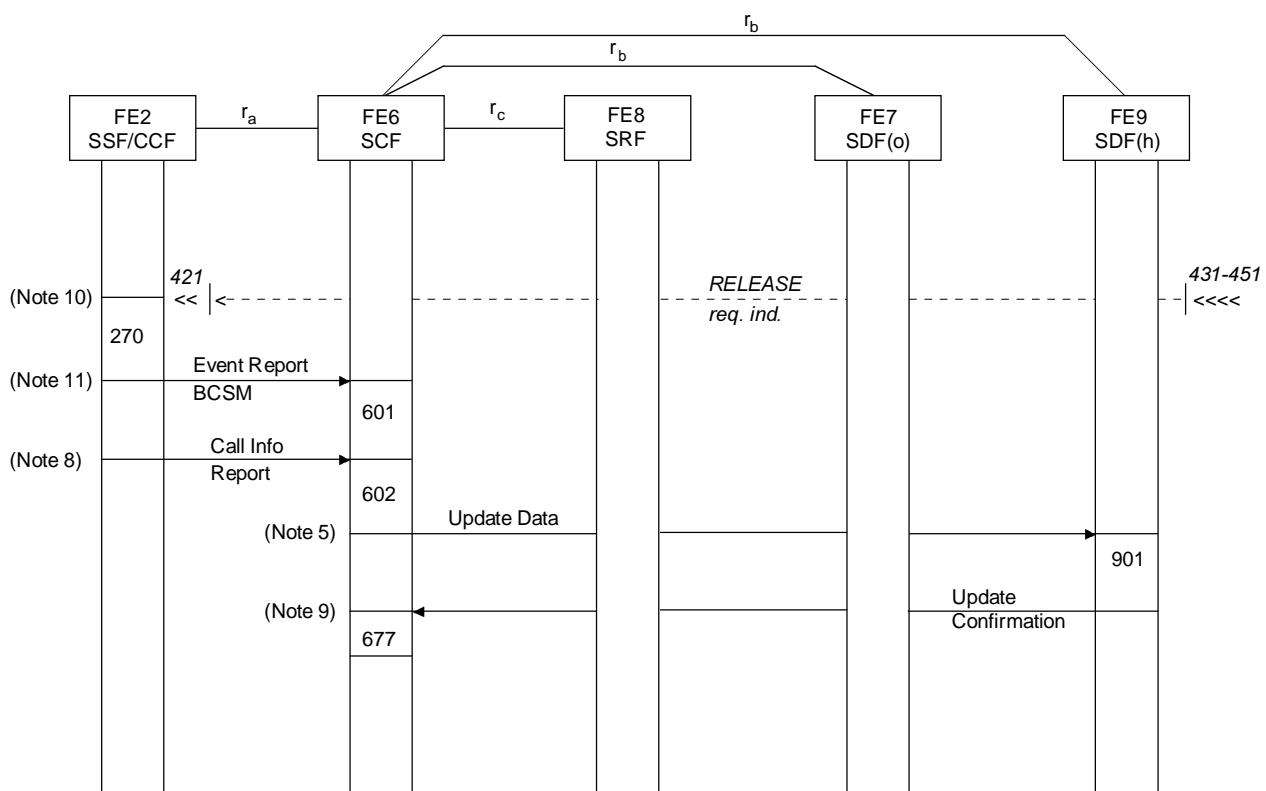 r_b
r_b
FE2
SSF/CCF
r_a
FE6
SCF
r_c
FE8
SRF
FE7
SDF(o)
FE9
SDF(h)
421
RELEASE
431-451
(Note 10)
<<
<
req. ind.
<<<<
270
(Note 11)
Event Report
BCSM
601
(Note 8)
Call Info
Report
602
(Note 5)
Update Data
901
(Note 9)
Update
Confirmation
677